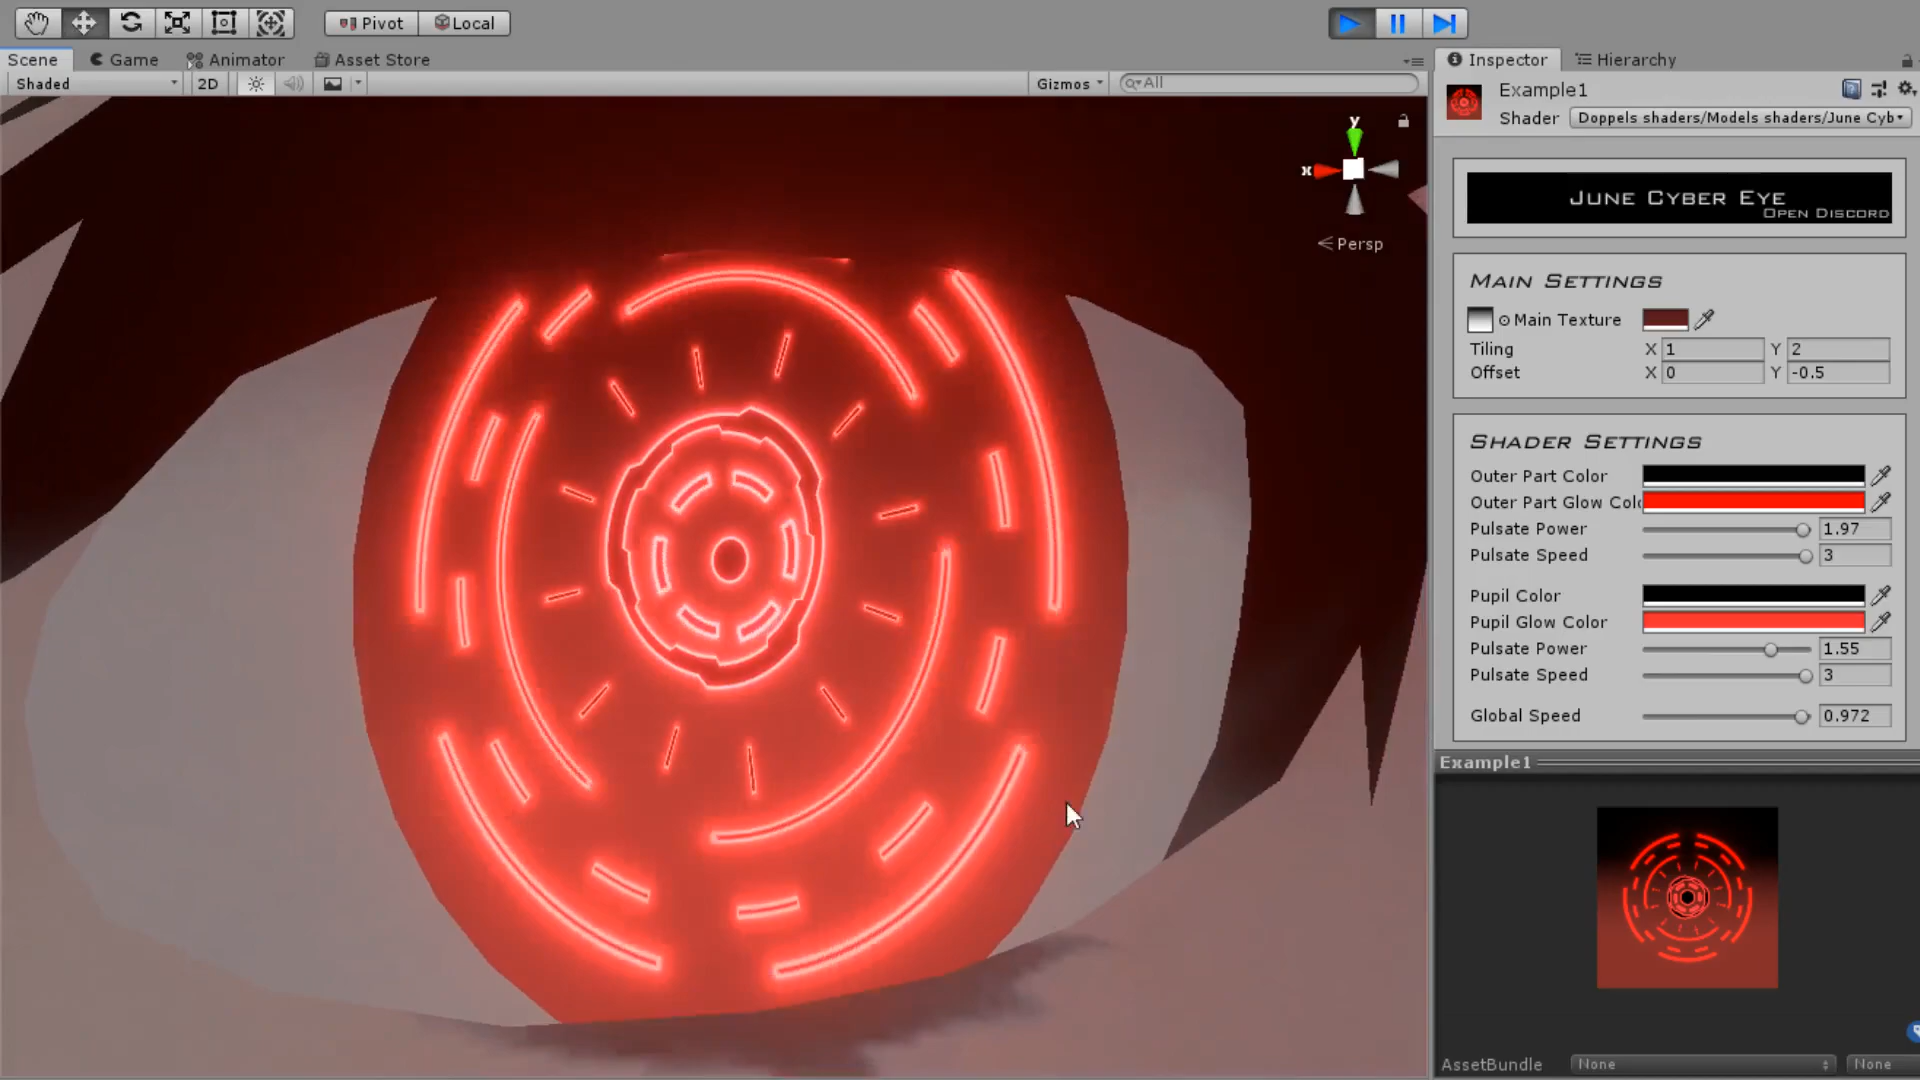 Pivot Local
Scene Game Animator Asset Store
Inspector Hierarchy
Shaded 2D Gizmos All
Example1
Shader Doppels shaders/Models shaders/June Cyb
y
x
Persp
June Cyber Eye
Open Discord
Main Settings
Main Texture
Tiling X 1 Y 2
Offset X 0 Y -0.5
Shader Settings
Outer Part Color
Outer Part Glow Colo
Pulsate Power 1.97
Pulsate Speed 3
Pupil Color
Pupil Glow Color
Pulsate Power 1.55
Pulsate Speed 3
Global Speed 0.972
Example1
AssetBundle None None